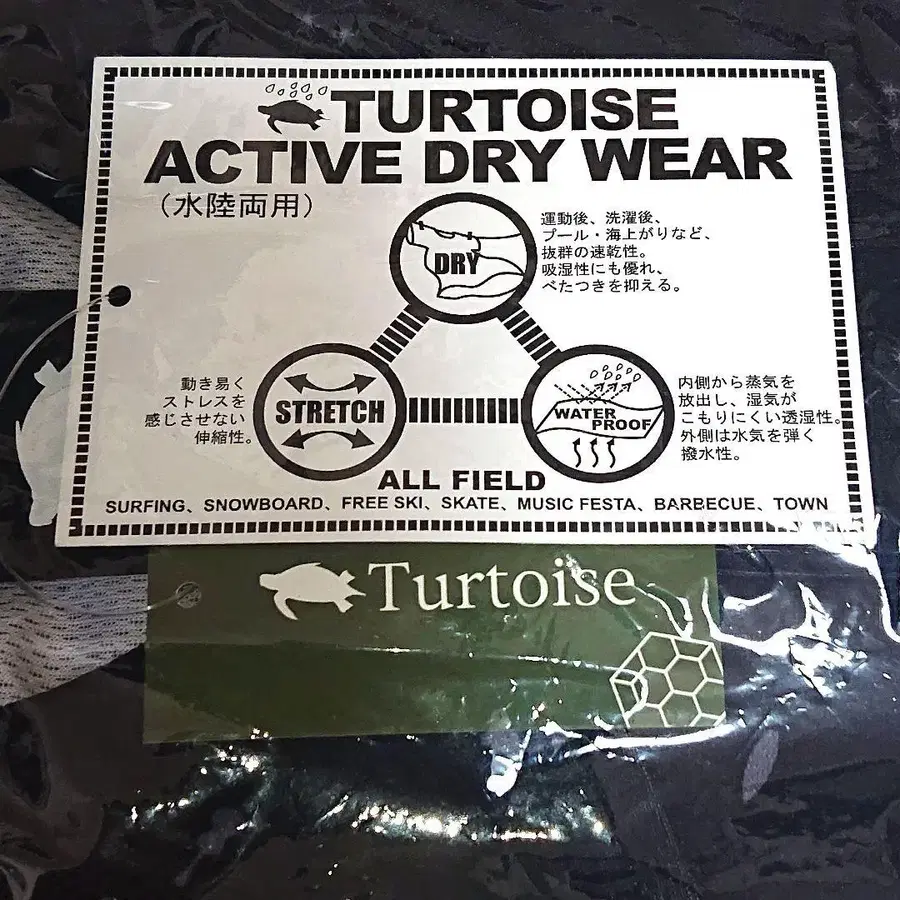 TURTOISE
ACTIVE DRY WEAR
（水陸両用）
DRY
運動後、洗濯後、
プール・海上がりなど、
抜群の速乾性。
吸湿性にも優れ、
べたつきを抑える。
動き易く
ストレスを
感じさせない
伸縮性。
STRETCH
WATER
PROOF
内側から蒸気を
放出し、湿気が
こもりにくい透湿性。
外側は水気を弾く
撥水性。
ALL FIELD
SURFING、SNOWBOARD、FREE SKI、SKATE、MUSIC FESTA、BARBECUE、TOWN
Turtoise